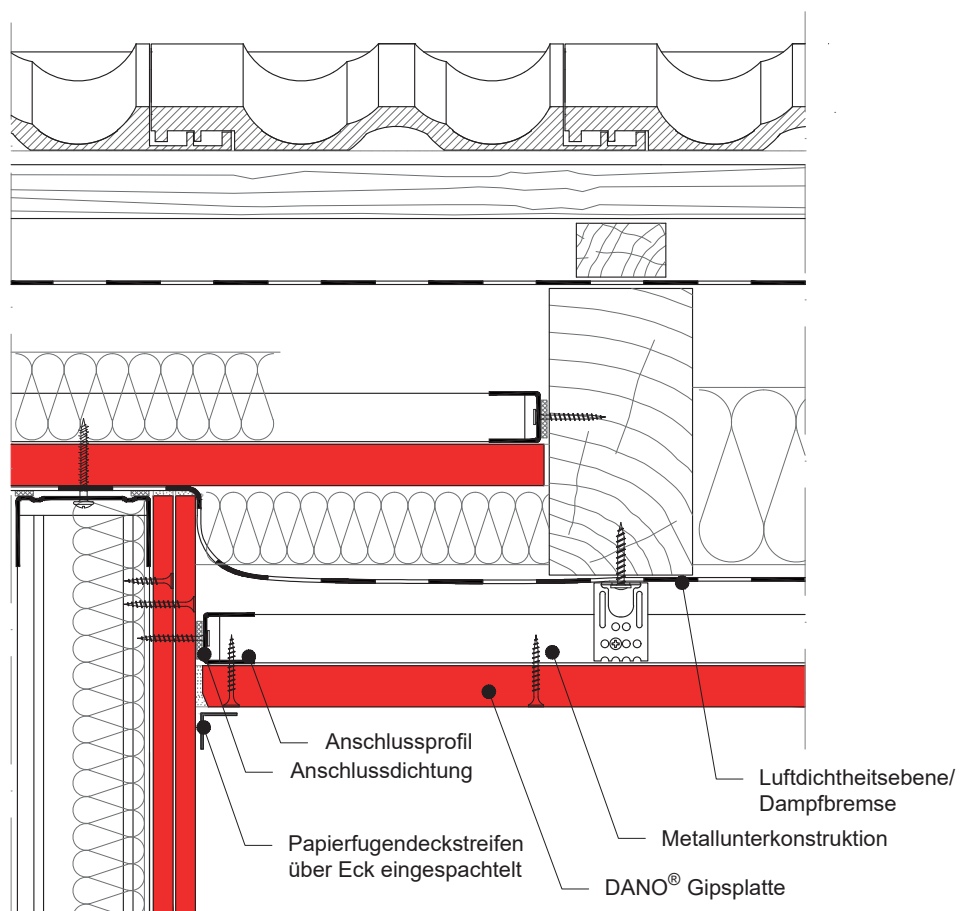 Anschlussprofil
Anschlussdichtung
Luftdichtheitsebene/
Dampfbremse
Metallunterkonstruktion
Papierfugendeckstreifen
über Eck eingespachtelt
DANO® Gipsplatte